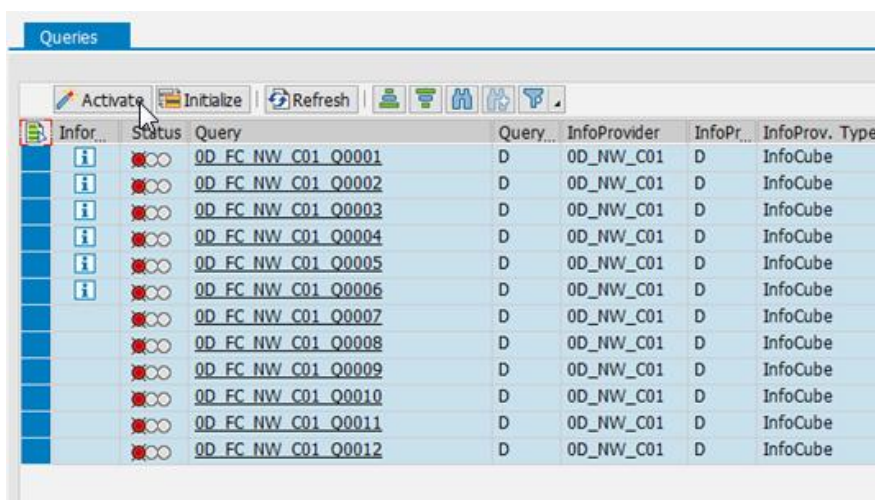 Queries
Activate Initialize Refresh
Infor... Status Query Query... InfoProvider InfoPr... InfoProv. Type
0D_FC_NW_C01_Q0001 D 0D_NW_C01 D InfoCube
0D_FC_NW_C01_Q0002 D 0D_NW_C01 D InfoCube
0D_FC_NW_C01_Q0003 D 0D_NW_C01 D InfoCube
0D_FC_NW_C01_Q0004 D 0D_NW_C01 D InfoCube
0D_FC_NW_C01_Q0005 D 0D_NW_C01 D InfoCube
0D_FC_NW_C01_Q0006 D 0D_NW_C01 D InfoCube
0D_FC_NW_C01_Q0007 D 0D_NW_C01 D InfoCube
0D_FC_NW_C01_Q0008 D 0D_NW_C01 D InfoCube
0D_FC_NW_C01_Q0009 D 0D_NW_C01 D InfoCube
0D_FC_NW_C01_Q0010 D 0D_NW_C01 D InfoCube
0D_FC_NW_C01_Q0011 D 0D_NW_C01 D InfoCube
0D_FC_NW_C01_Q0012 D 0D_NW_C01 D InfoCube